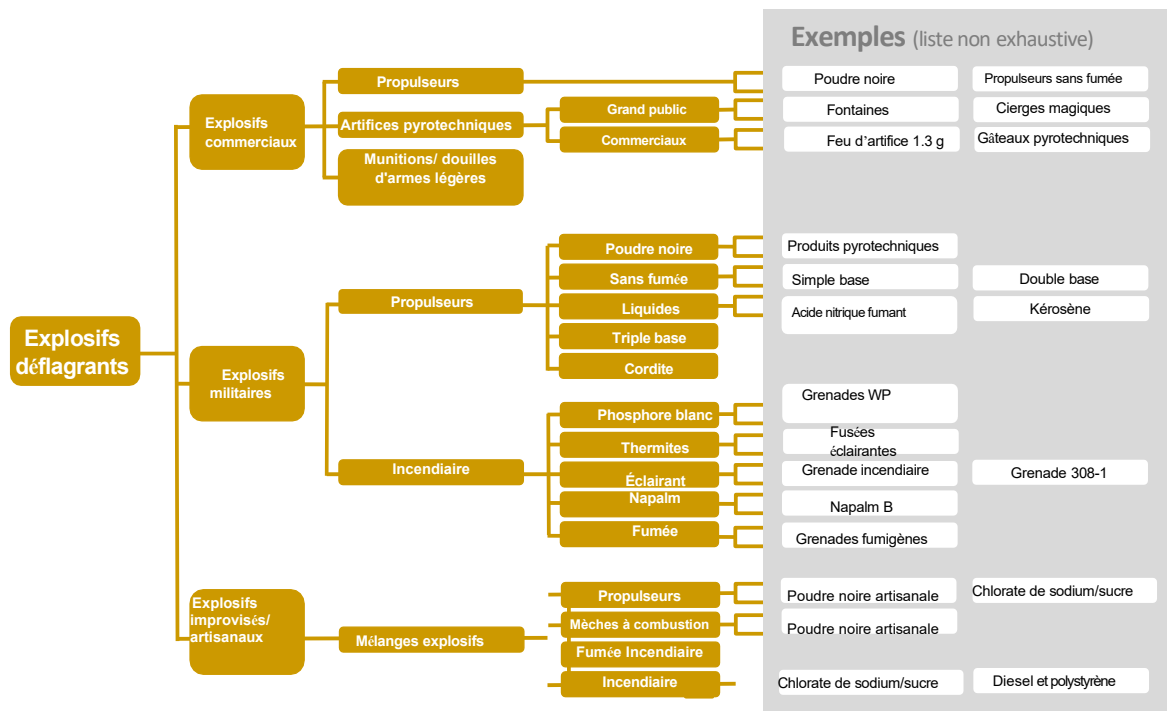 Exemples (liste non exhaustive)
Propulseurs
Poudre noire
Propulseurs sans fumée
Explosifs
commerciaux
Artifices pyrotechniques
Grand public
Fontaines
Cierges magiques
Commerciaux
Feu d'artifice 1.3 g
Gâteaux pyrotechniques
Munitions/ douilles
d'armes légères
Explosifs
déflagrants
Explosifs
militaires
Propulseurs
Poudre noire
Produits pyrotechniques
Sans fumée
Simple base
Double base
Liquides
Acide nitrique fumant
Kérosène
Triple base
Cordite
Incendiaire
Phosphore blanc
Grenades WP
Thermites
Fusées
éclairantes
Éclairant
Grenade incendiaire
Grenade 308-1
Napalm
Napalm B
Fumée
Grenades fumigènes
Explosifs
improvisés/
artisanaux
Mélanges explosifs
Propulseurs
Poudre noire artisanale
Chlorate de sodium/sucre
Mèches à combustion
Poudre noire artisanale
Fumée Incendiaire
Incendiaire
Chlorate de sodium/sucre
Diesel et polystyrène